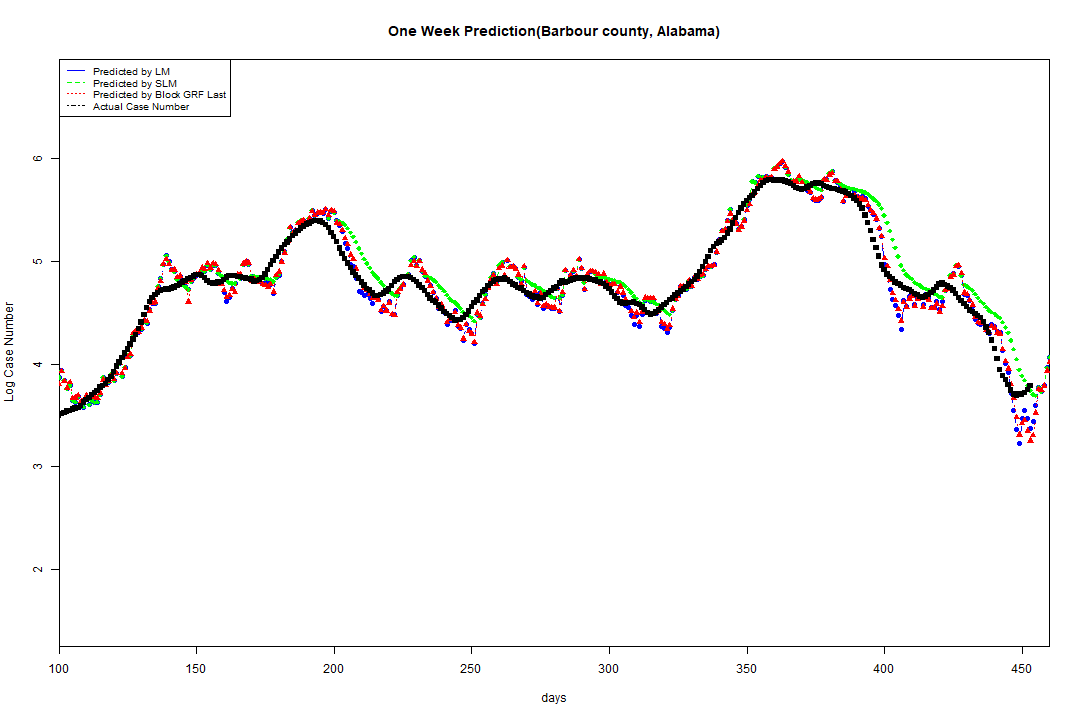 One Week Prediction(Barbour county, Alabama)
Predicted by LM
Predicted by SLM
Predicted by Block GRF Last
Actual Case Number
Log Case Number
6
5
4
3
2
100 150 200 250 300 350 400 450
days